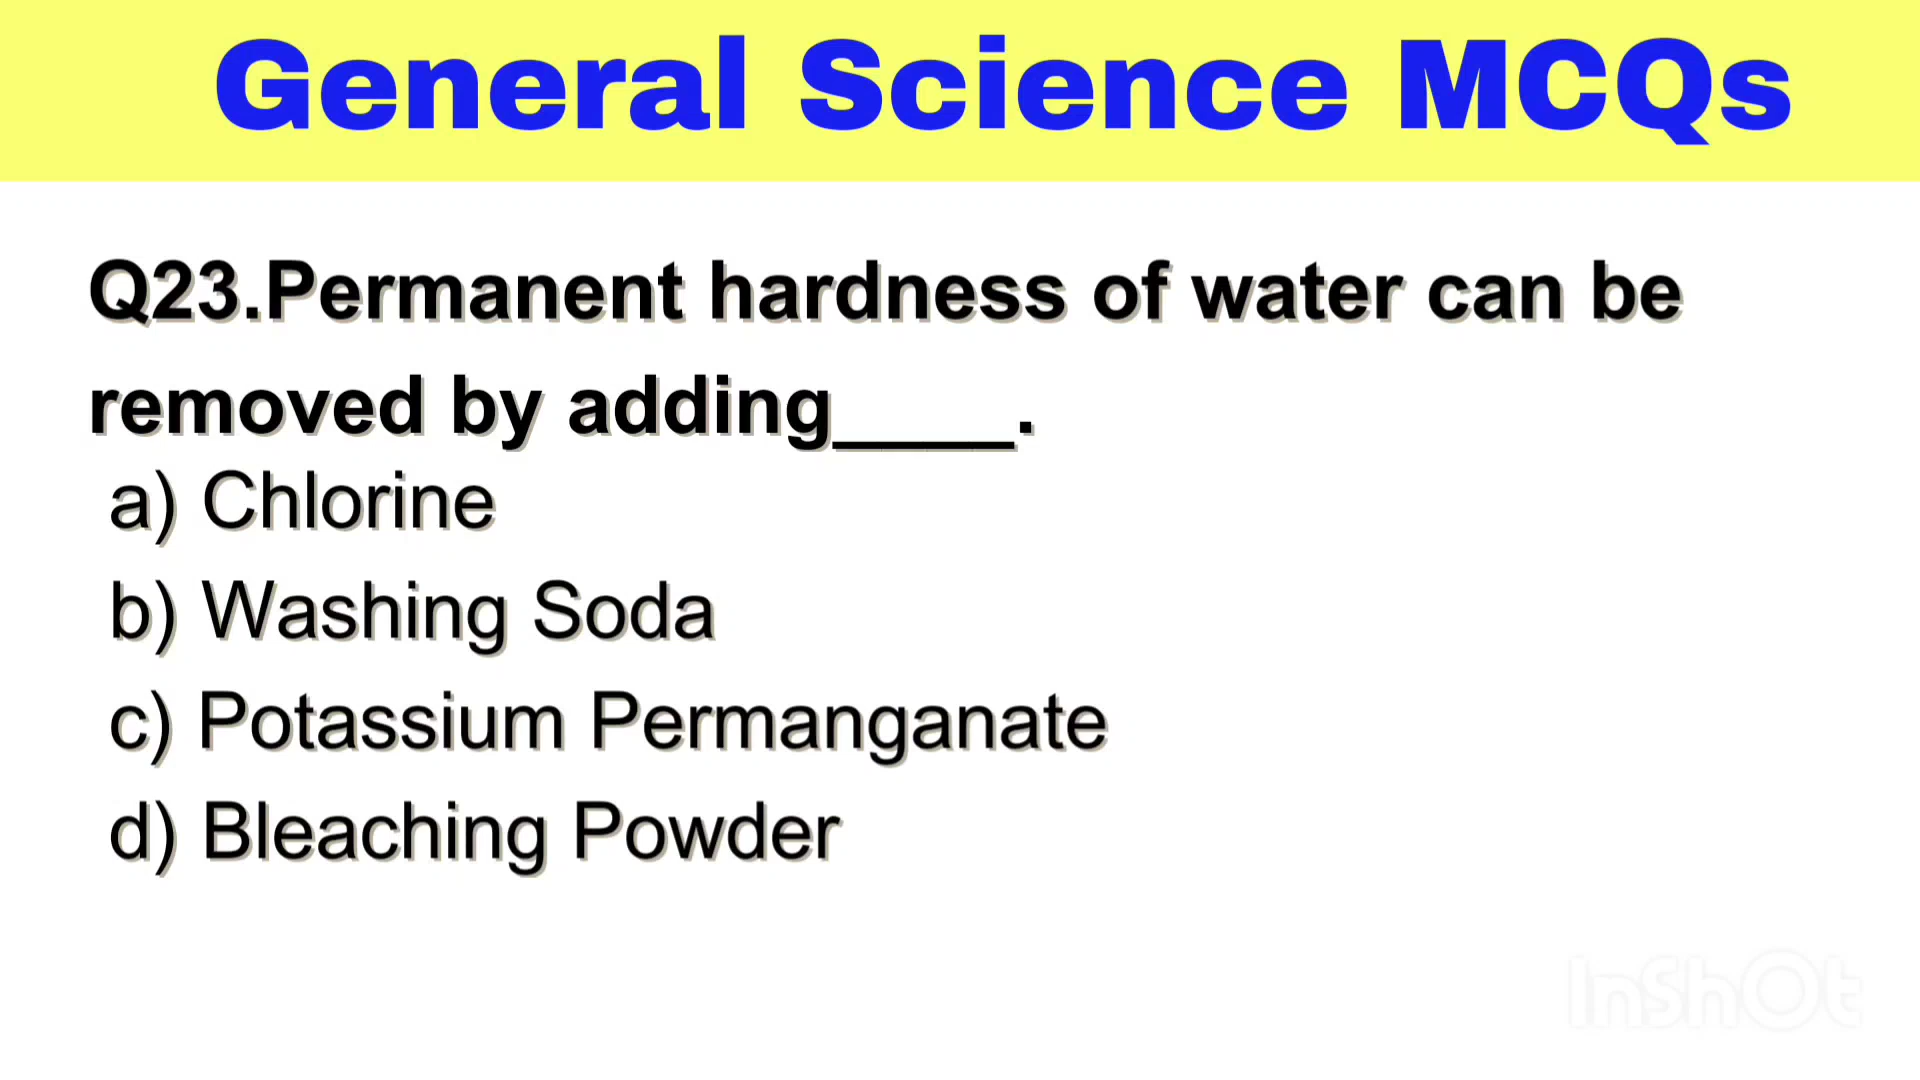 General Science MCQs
Q23.Permanent hardness of water can be
removed by adding____.
a) Chlorine
b) Washing Soda
c) Potassium Permanganate
d) Bleaching Powder
InShOt